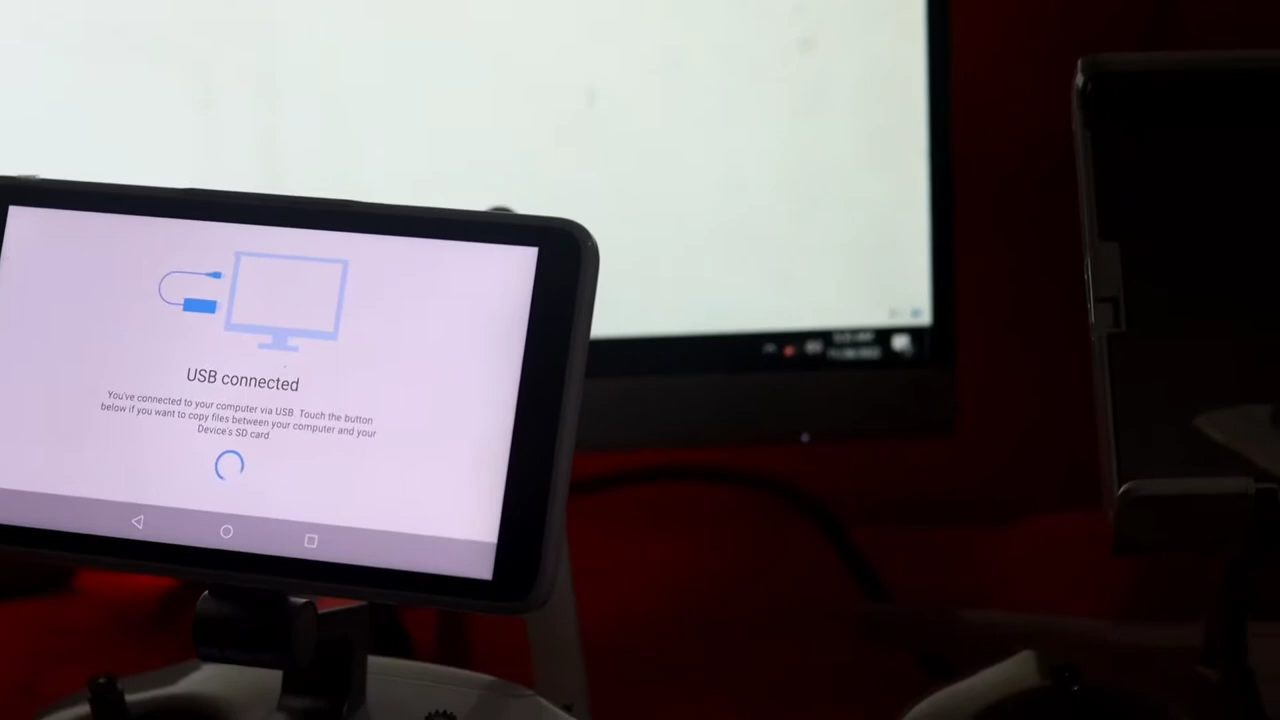 USB connected
You've connected to your computer via USB. Touch the button
below if you want to copy files between your computer and your
Device's SD card.